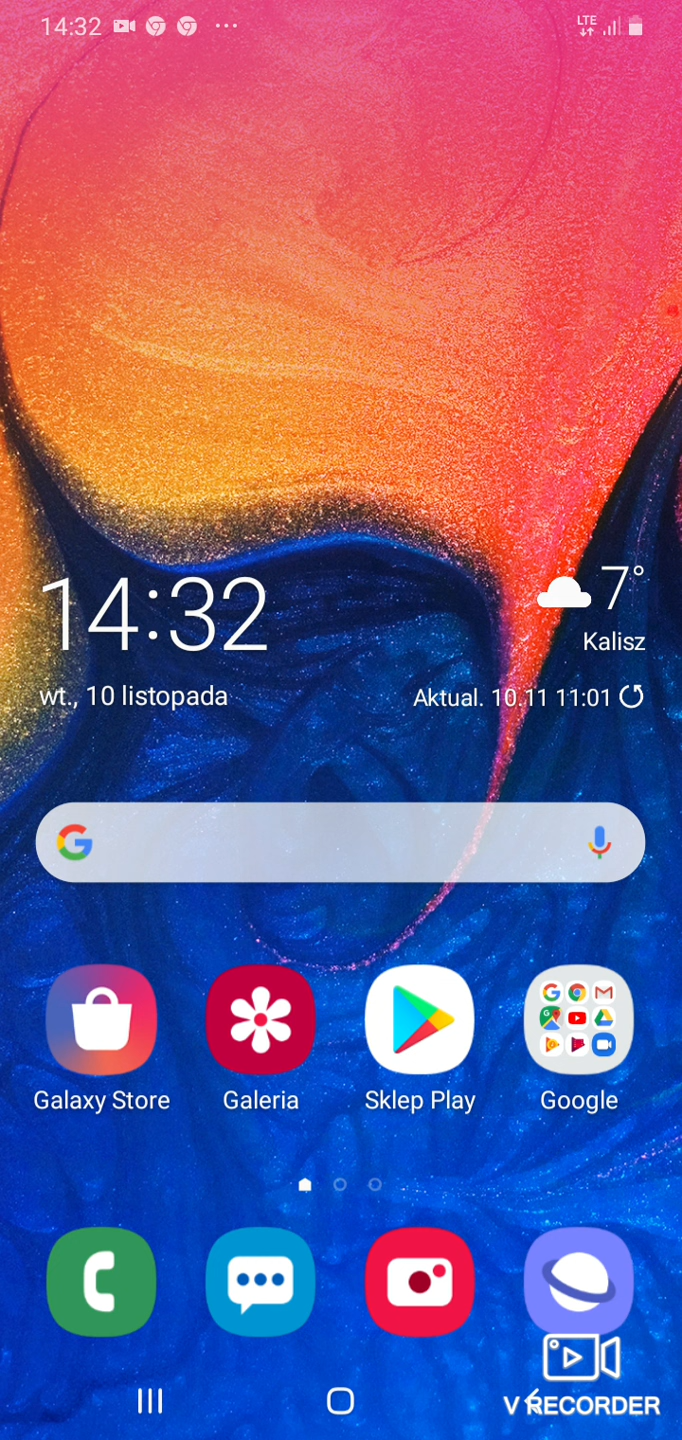 14:32
LTE
14:32
7°
Kalisz
wt., 10 listopada
Aktual. 10.11 11:01
Galaxy Store
Galeria
Sklep Play
Google
V RECORDER